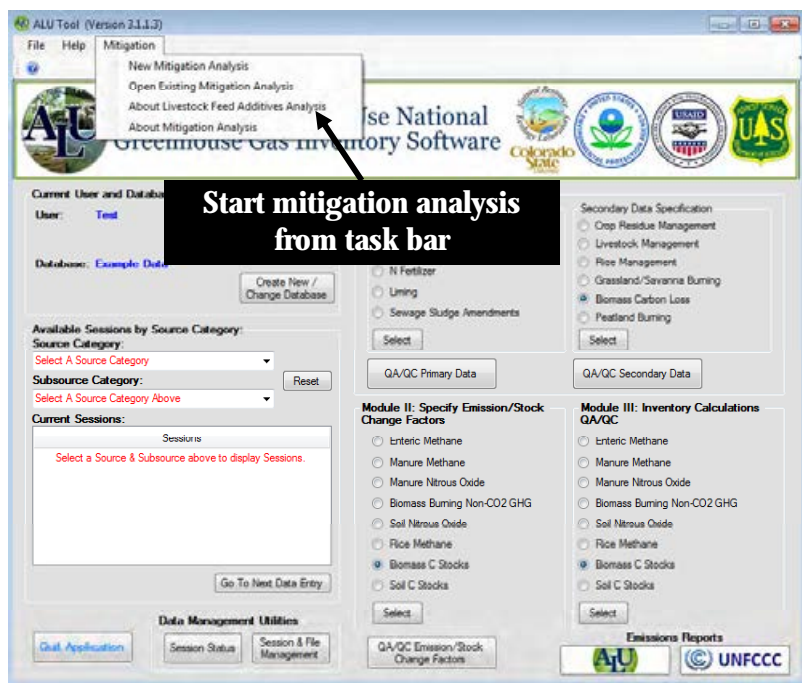 ALU Tool (Version 3.1.1.3)
File Help Mitigation
New Mitigation Analysis
Open Existing Mitigation Analysis
About Livestock Feed Additives Analysis
About Mitigation Analysis
ALU
Use National
Greenhouse Gas Inventory Software
Colorado
State
USAID
UAS
Start mitigation analysis
from task bar
Current User and Databa
User: Test
Database: Example Data
Create New /
Change Database
Available Sessions by Source Category:
Source Category:
Select A Source Category
Subsource Category:
Reset
Select A Source Category Above
Current Sessions:
Sessions
Select a Source & Subsource above to display Sessions.
Go To Next Data Entry
Data Management Utilities
Quit Application
Session Status
Session & File
Management
N Fertilizer
Liming
Sewage Sludge Amendments
Select
QA/QC Primary Data
Secondary Data Specification
Crop Residue Management
Livestock Management
Rice Management
Grassland/Savanna Burning
Biomass Carbon Loss
Peatland Burning
Select
QA/QC Secondary Data
Module II: Specify Emission/Stock
Change Factors
Enteric Methane
Manure Methane
Manure Nitrous Oxide
Biomass Burning Non-CO2 GHG
Soil Nitrous Oxide
Rice Methane
Biomass C Stocks
Soil C Stocks
Select
QA/QC Emission/Stock
Change Factors
Module III: Inventory Calculations
QA/QC
Enteric Methane
Manure Methane
Manure Nitrous Oxide
Biomass Burning Non-CO2 GHG
Soil Nitrous Oxide
Rice Methane
Biomass C Stocks
Soil C Stocks
Select
Emissions Reports
ALU
UNFCCC